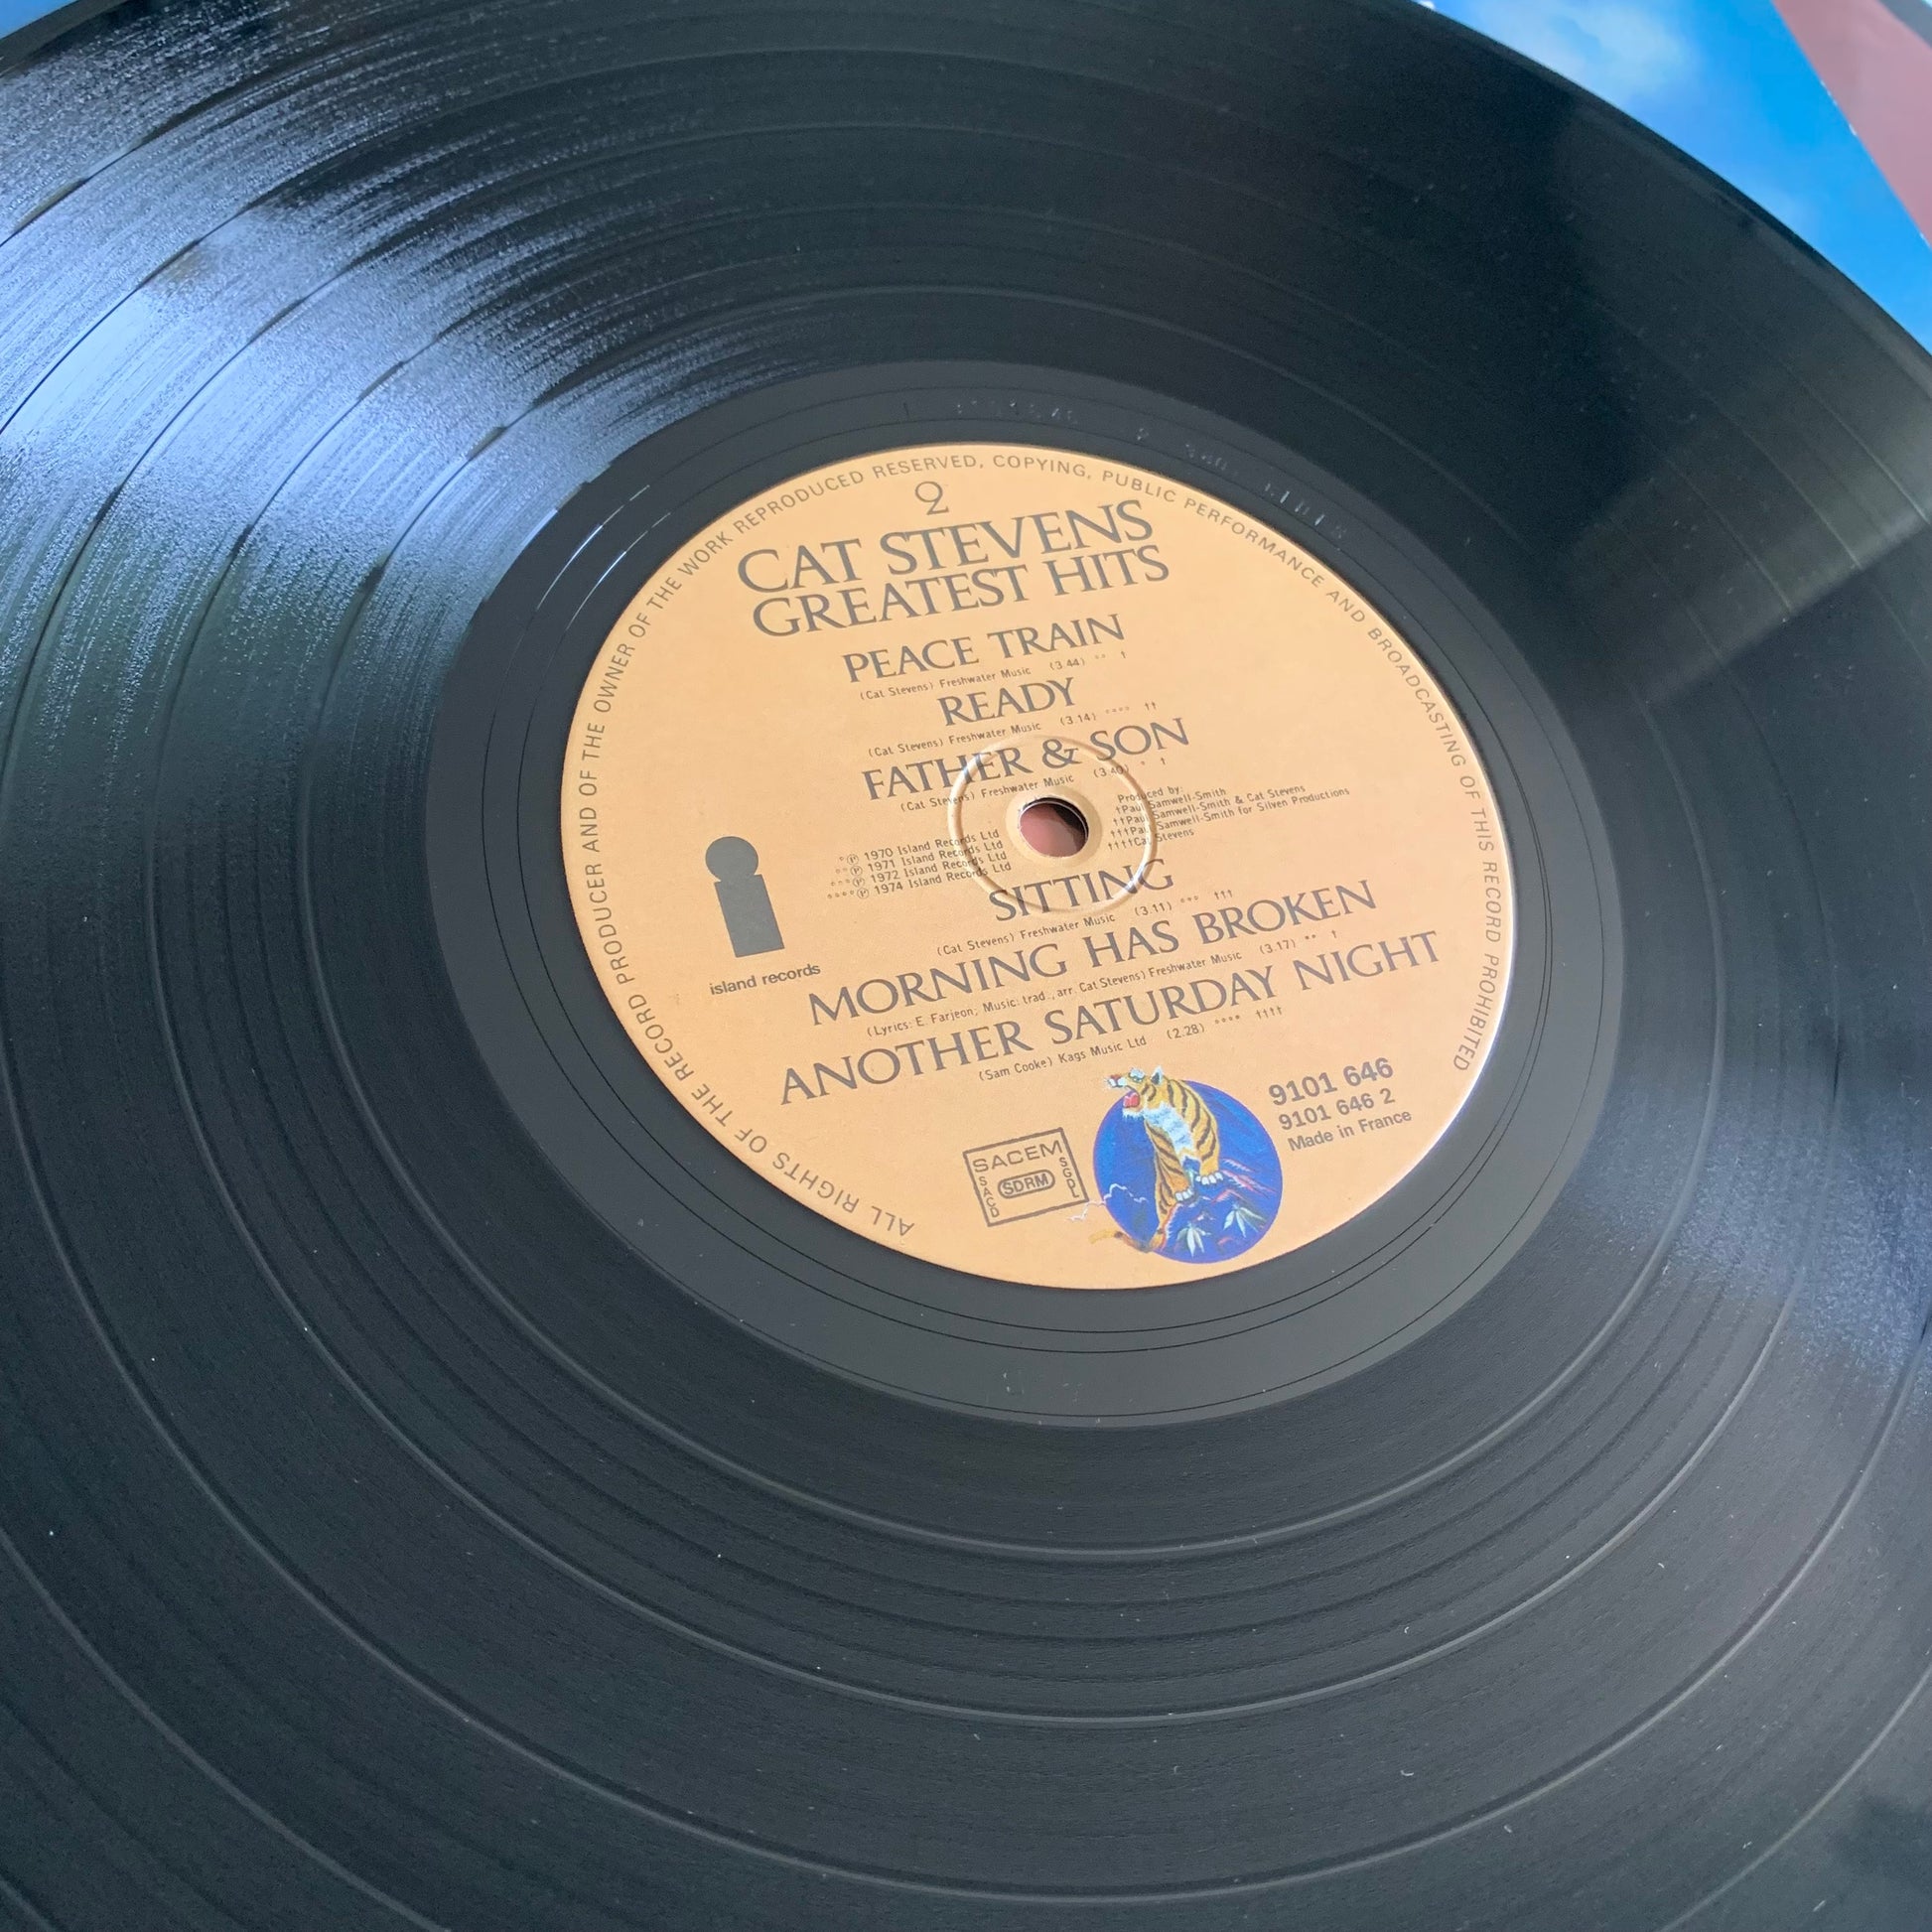 ALL RIGHTS OF THE RECORD PRODUCER AND OF THE OWNER OF THE WORK REPRODUCED RESERVED. COPYING, PUBLIC PERFORMANCE AND BROADCASTING OF THIS RECORD PROHIBITED
2
CAT STEVENS
GREATEST HITS
PEACE TRAIN
(Cat Stevens) Freshwater Music (3.44) ** †
READY
(Cat Stevens) Freshwater Music (3.14) **** ††
FATHER & SON
(Cat Stevens) Freshwater Music (3.40) * †
Produced by:
†Paul Samwell-Smith
††Paul Samwell-Smith & Cat Stevens
†††Paul Samwell-Smith for Silven Productions
††††Cat Stevens
*℗ 1970 Island Records Ltd
**℗ 1971 Island Records Ltd
***℗ 1972 Island Records Ltd
****℗ 1974 Island Records Ltd
island records
SITTING
(Cat Stevens) Freshwater Music (3.11) *** †††
MORNING HAS BROKEN
(Lyrics: E. Farjeon; Music: trad., arr. Cat Stevens) Freshwater Music (3.17) ** †
ANOTHER SATURDAY NIGHT
(Sam Cooke) Kags Music Ltd (2.28) **** ††††
9101 646
9101 646 2
Made in France
SACEM
SACD
SDRM
SGDL